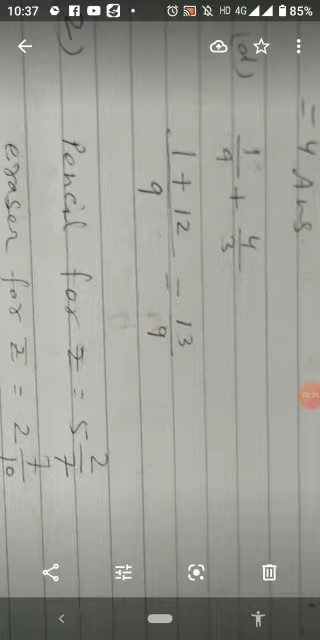 10:37 HD 4G 85%
= 4 Ans
(d) 1/9 + 4/3
1 + 12/9 = 13/9
2) Pencil for ₹ = 5 2/7
eraser for ₹ = 2 7/10